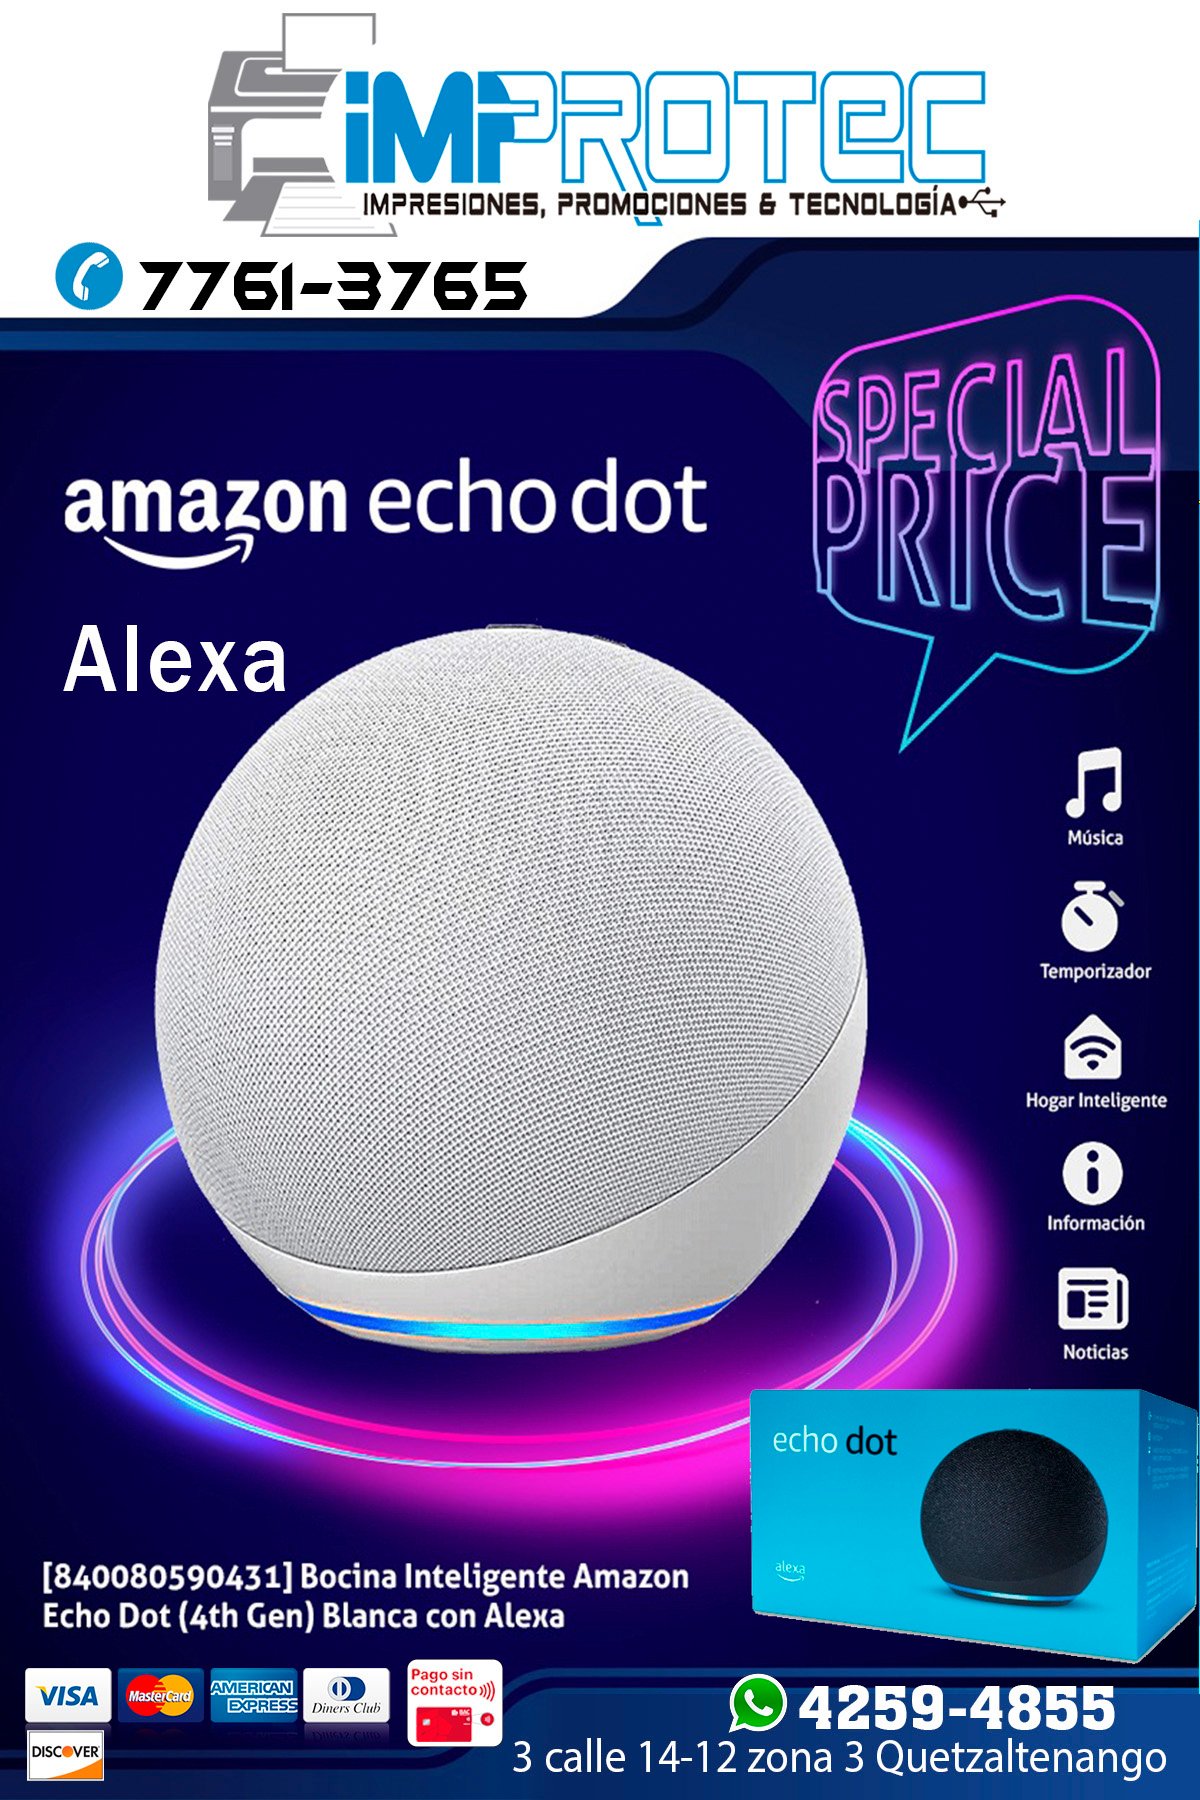 iMPROTEC
IMPRESIONES, PROMOCIONES & TECNOLOGÍA
7761-3765
SPECIAL
PRICE
amazon echo dot
Alexa
Música
Temporizador
Hogar Inteligente
Información
Noticias
echo dot
alexa
[840080590431] Bocina Inteligente Amazon
Echo Dot (4th Gen) Blanca con Alexa
VISA
MasterCard
AMERICAN
EXPRESS
Diners Club
Pago sin
contacto
DISCOVER
4259-4855
3 calle 14-12 zona 3 Quetzaltenango